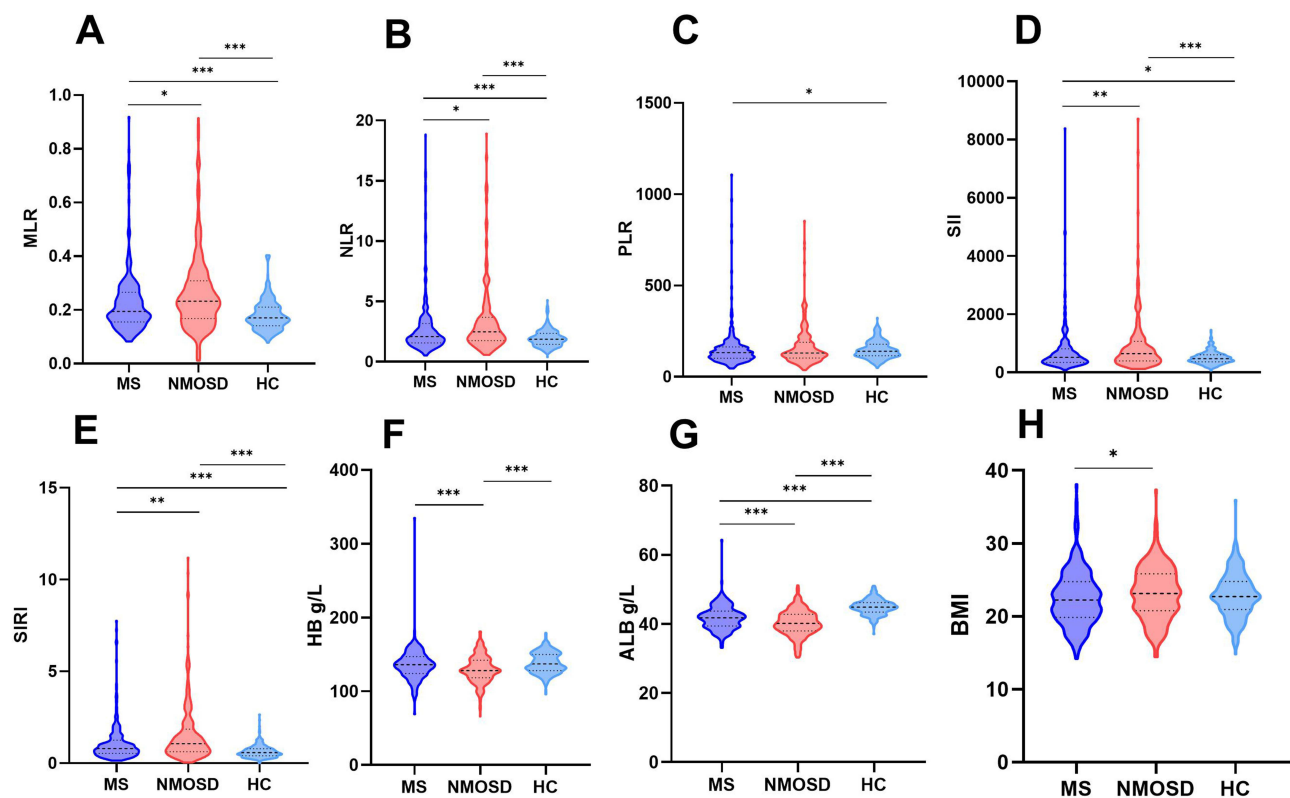 A
***
***
*
MLR
1.0
0.8
0.6
0.4
0.2
0.0
MS NMOSD HC
B
***
***
*
NLR
20
15
10
5
0
MS NMOSD HC
C
*
PLR
1500
1000
500
0
MS NMOSD HC
D
***
*
**
SII
10000
8000
6000
4000
2000
0
MS NMOSD HC
E
***
***
**
SIRI
15
10
5
0
MS NMOSD HC
F
***
***
HB g/L
400
300
200
100
0
MS NMOSD HC
G
***
***
***
ALB g/L
80
60
40
20
0
MS NMOSD HC
H
*
BMI
40
30
20
10
0
MS NMOSD HC